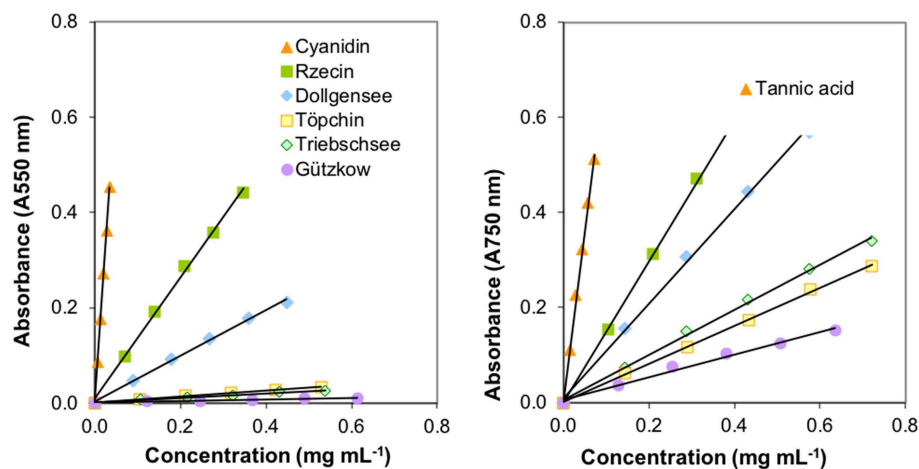 0.8
0.6
0.4
0.2
0.0
Absorbance (A550 nm)
Cyanidin
Rzecin
Dollgensee
Töpchin
Triebschsee
Gützkow
0.0 0.2 0.4 0.6 0.8
Concentration (mg mL⁻¹)
0.8
0.6
0.4
0.2
0.0
Absorbance (A750 nm)
Tannic acid
0.0 0.2 0.4 0.6 0.8
Concentration (mg mL⁻¹)